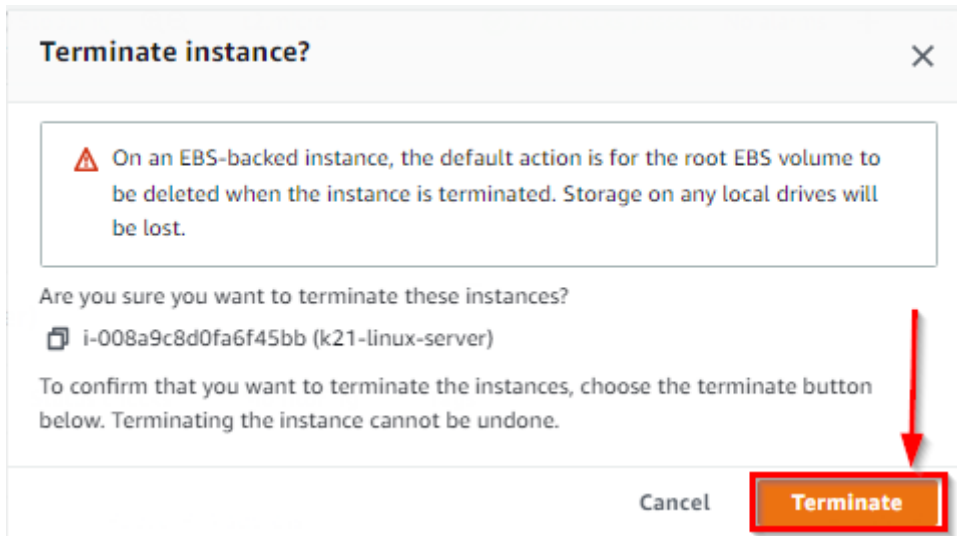 Terminate instance?
On an EBS-backed instance, the default action is for the root EBS volume to
be deleted when the instance is terminated. Storage on any local drives will
be lost.
Are you sure you want to terminate these instances?
i-008a9c8d0fa6f45bb (k21-linux-server)
To confirm that you want to terminate the instances, choose the terminate button
below. Terminating the instance cannot be undone.
Cancel Terminate